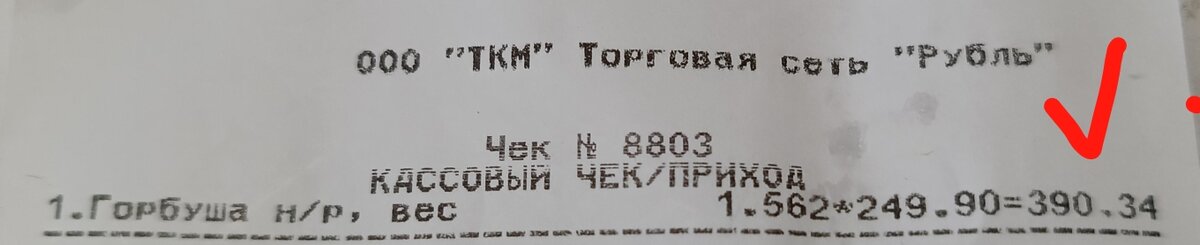 ООО "ТКМ" Торговая сеть "Рубль"
Чек № 8803
КАССОВЫЙ ЧЕК/ПРИХОД
1.Горбуша н/р, вес 1.562*249.90=390.34